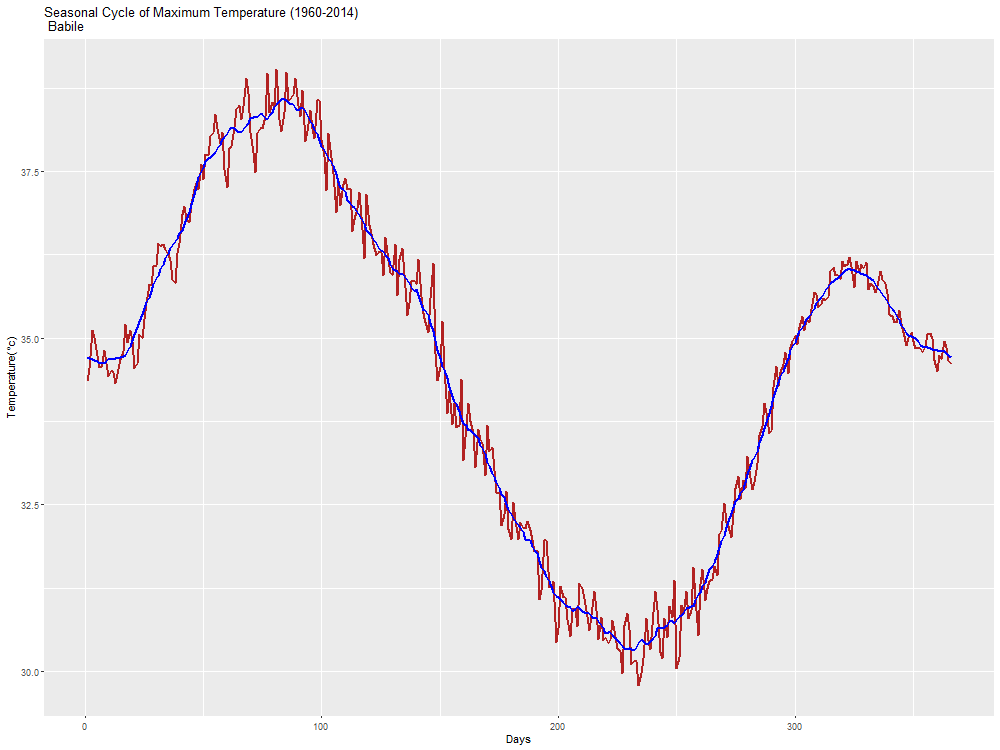 Seasonal Cycle of Maximum Temperature (1960-2014)
Babile
Temperature(°c)
37.5
35.0
32.5
30.0
0
100
200
300
Days